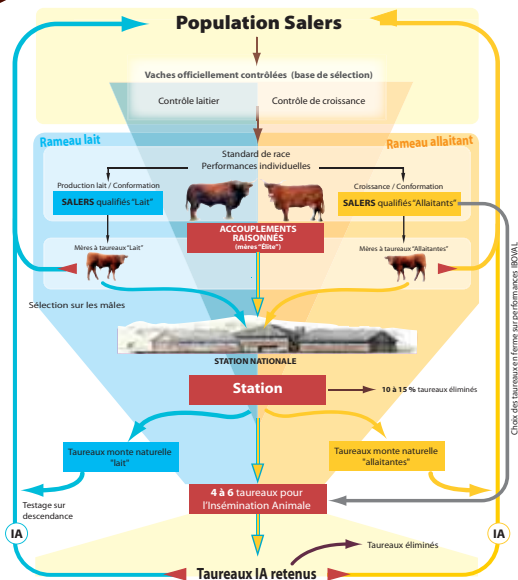 Population Salers
Vaches officiellement contrôlées (base de sélection)
Contrôle laitier
Contrôle de croissance
Rameau lait
Rameau allaitant
Standard de race
Performances individuelles
Production lait / Conformation
SALERS qualifiés "Lait"
Croissance / Conformation
SALERS qualifiés "Allaitants"
ACCOUPLEMENTS
RAISONNÉS
(mères "Élite")
Mères à taureaux "Lait"
Mères à taureaux "Allaitantes"
Sélection sur les mâles
STATION NATIONALE
Station
10 à 15 % taureaux éliminés
Choix des taureaux en ferme sur performances IBOVAL
Taureaux monte naturelle
"lait"
Taureaux monte naturelle
"allaitantes"
4 à 6 taureaux pour
l'Insémination Animale
Testage sur
descendance
IA
IA
Taureaux éliminés
Taureaux IA retenus